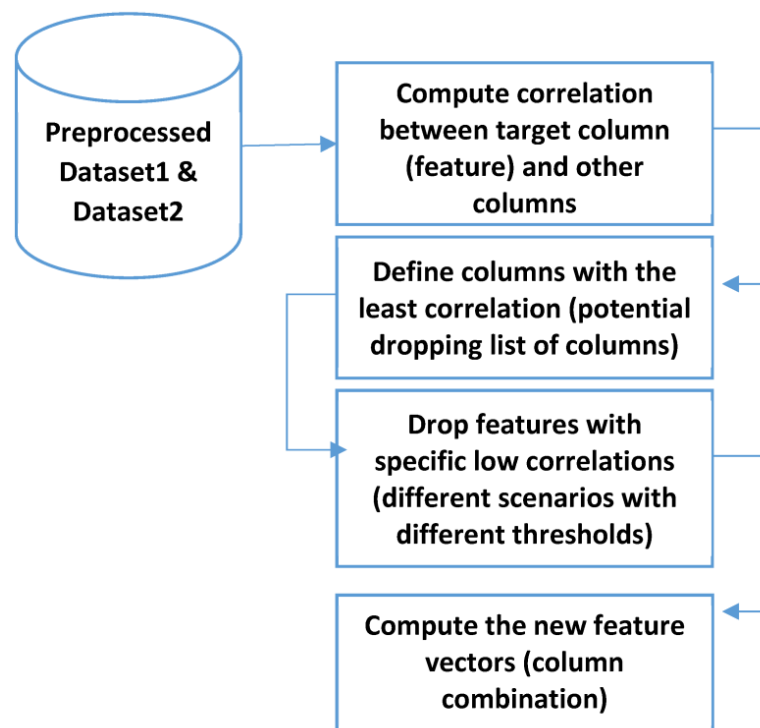 Preprocessed
Dataset1 &
Dataset2
Compute correlation
between target column
(feature) and other
columns
Define columns with the
least correlation (potential
dropping list of columns)
Drop features with
specific low correlations
(different scenarios with
different thresholds)
Compute the new feature
vectors (column
combination)